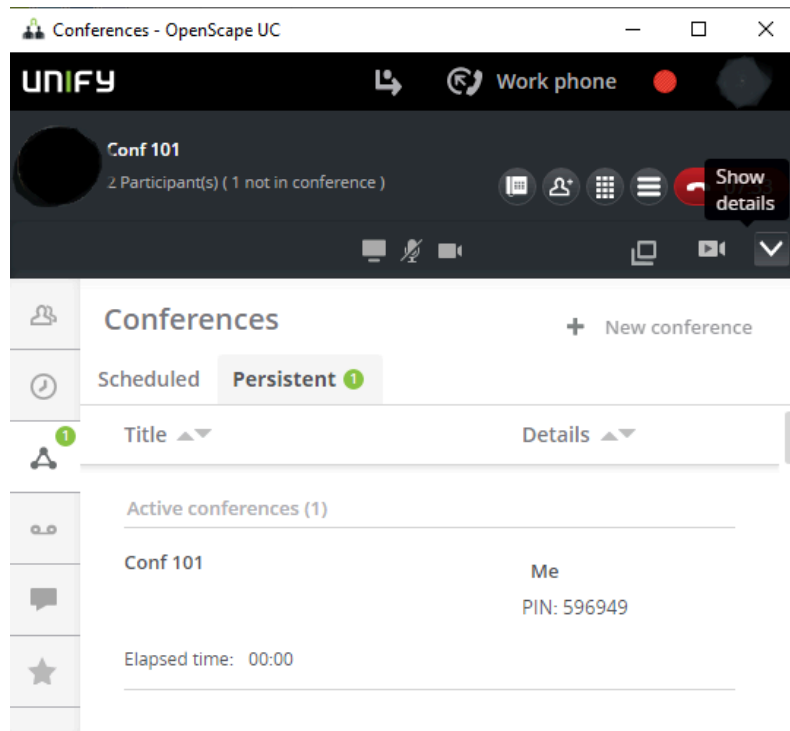 Conferences - OpenScape UC
UNIFY
Work phone
Conf 101
2 Participant(s) ( 1 not in conference )
Show
details
Conferences
New conference
Scheduled
Persistent 1
Title
Details
1
Active conferences (1)
Conf 101
Me
PIN: 596949
Elapsed time: 00:00